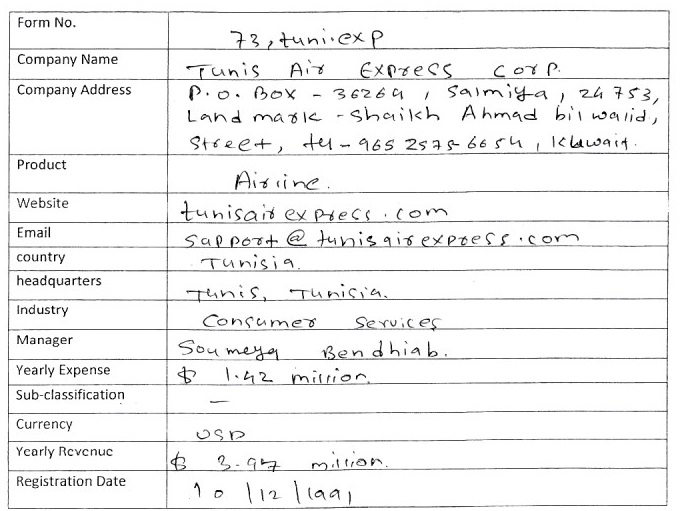 Form No. 73, tuni.exp
Company Name Tunis Air Express Corp.
Company Address P.O. Box - 36264, Salmiya, 24753,
Land mark - Shaikh Ahmad bil walid,
Street, tel - 965 2575 6654, Kuwait.
Product Airline.
Website tunisairexpress.com
Email support@tunisairexpress.com
country Tunisia.
headquarters Tunis, Tunisia.
Industry Consumer Services
Manager Soumeya Bendhiab.
Yearly Expense $ 1.42 million.
Sub-classification –
Currency USD
Yearly Revenue $ 3.97 million.
Registration Date 10/12/1991